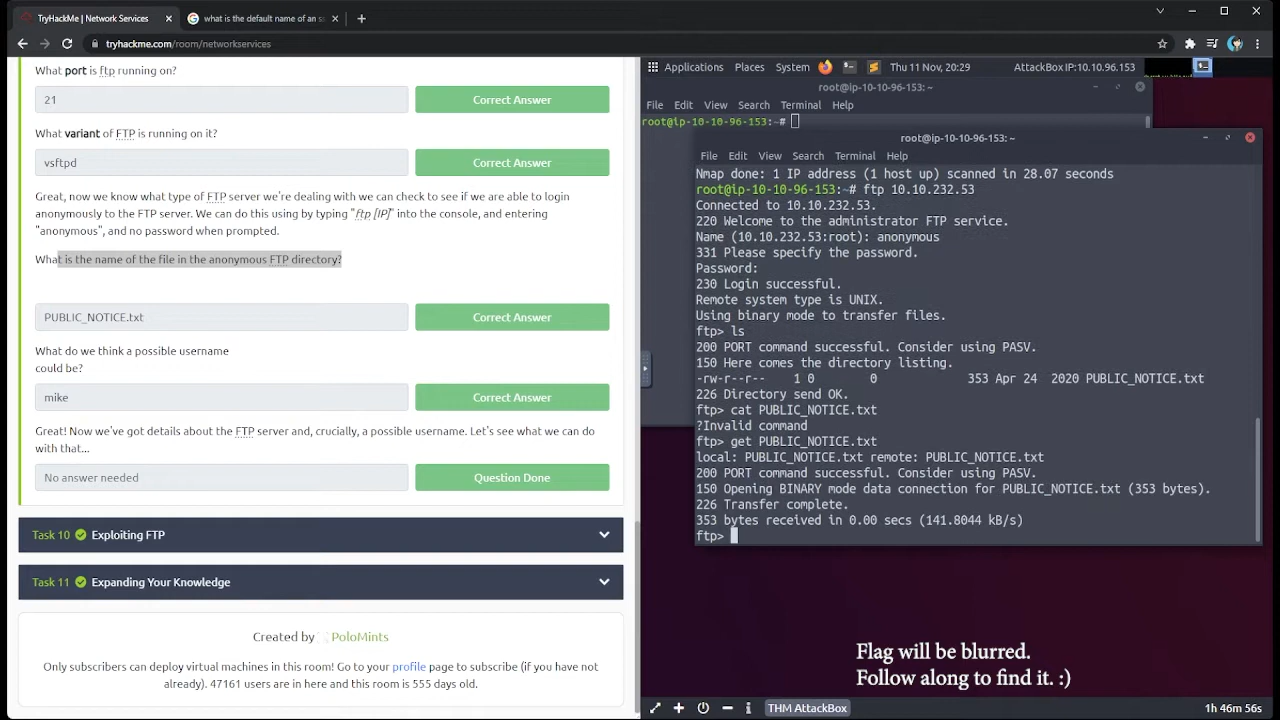 TryHackMe | Network Services
what is the default name of an ss
tryhackme.com/room/networkservices
What port is ftp running on?
21
Correct Answer
What variant of FTP is running on it?
vsftpd
Correct Answer
Great, now we know what type of FTP server we're dealing with we can check to see if we are able to login
anonymously to the FTP server. We can do this using by typing "ftp [IP]" into the console, and entering
"anonymous", and no password when prompted.
What is the name of the file in the anonymous FTP directory?
PUBLIC_NOTICE.txt
Correct Answer
What do we think a possible username
could be?
mike
Correct Answer
Great! Now we've got details about the FTP server and, crucially, a possible username. Let's see what we can do
with that...
No answer needed
Question Done
Task 10 Exploiting FTP
Task 11 Expanding Your Knowledge
Created by PoloMints
Only subscribers can deploy virtual machines in this room! Go to your profile page to subscribe (if you have not
already). 47161 users are in here and this room is 555 days old.
Applications Places System Thu 11 Nov, 20:29 AttackBox IP:10.10.96.153
root@ip-10-10-96-153: ~
File Edit View Search Terminal Help
root@ip-10-10-96-153:~#
root@ip-10-10-96-153: ~
File Edit View Search Terminal Help
Nmap done: 1 IP address (1 host up) scanned in 28.07 seconds
root@ip-10-10-96-153:~# ftp 10.10.232.53
Connected to 10.10.232.53.
220 Welcome to the administrator FTP service.
Name (10.10.232.53:root): anonymous
331 Please specify the password.
Password:
230 Login successful.
Remote system type is UNIX.
Using binary mode to transfer files.
ftp> ls
200 PORT command successful. Consider using PASV.
150 Here comes the directory listing.
-rw-r--r-- 1 0 0 353 Apr 24 2020 PUBLIC_NOTICE.txt
226 Directory send OK.
ftp> cat PUBLIC_NOTICE.txt
?Invalid command
ftp> get PUBLIC_NOTICE.txt
local: PUBLIC_NOTICE.txt remote: PUBLIC_NOTICE.txt
200 PORT command successful. Consider using PASV.
150 Opening BINARY mode data connection for PUBLIC_NOTICE.txt (353 bytes).
226 Transfer complete.
353 bytes received in 0.00 secs (141.8044 kB/s)
ftp>
Flag will be blurred.
Follow along to find it. :)
THM AttackBox
1h 46m 56s